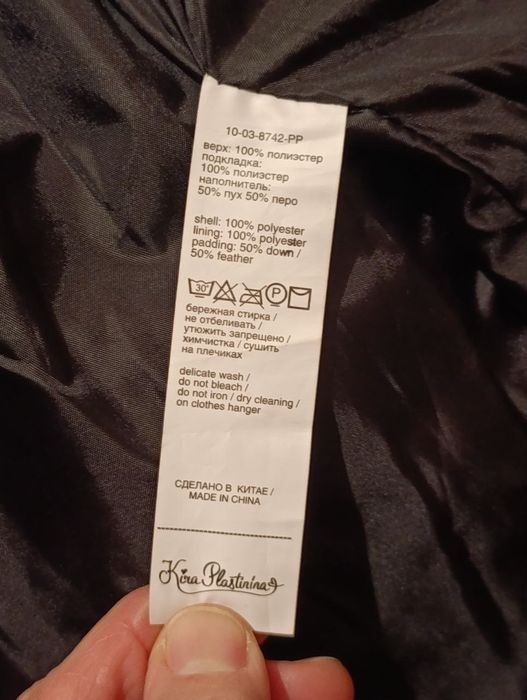 10-03-8742-PP
верх: 100% полиэстер
подкладка:
100% полиэстер
наполнитель:
50% пух 50% перо
shell: 100% polyester
lining: 100% polyester
padding: 50% down /
50% feather
30°
P
бережная стирка /
не отбеливать /
утюжить запрещено /
химчистка / сушить
на плечиках
delicate wash /
do not bleach /
do not iron / dry cleaning /
on clothes hanger
СДЕЛАНО В КИТАЕ /
MADE IN CHINA
Kira Plastinina